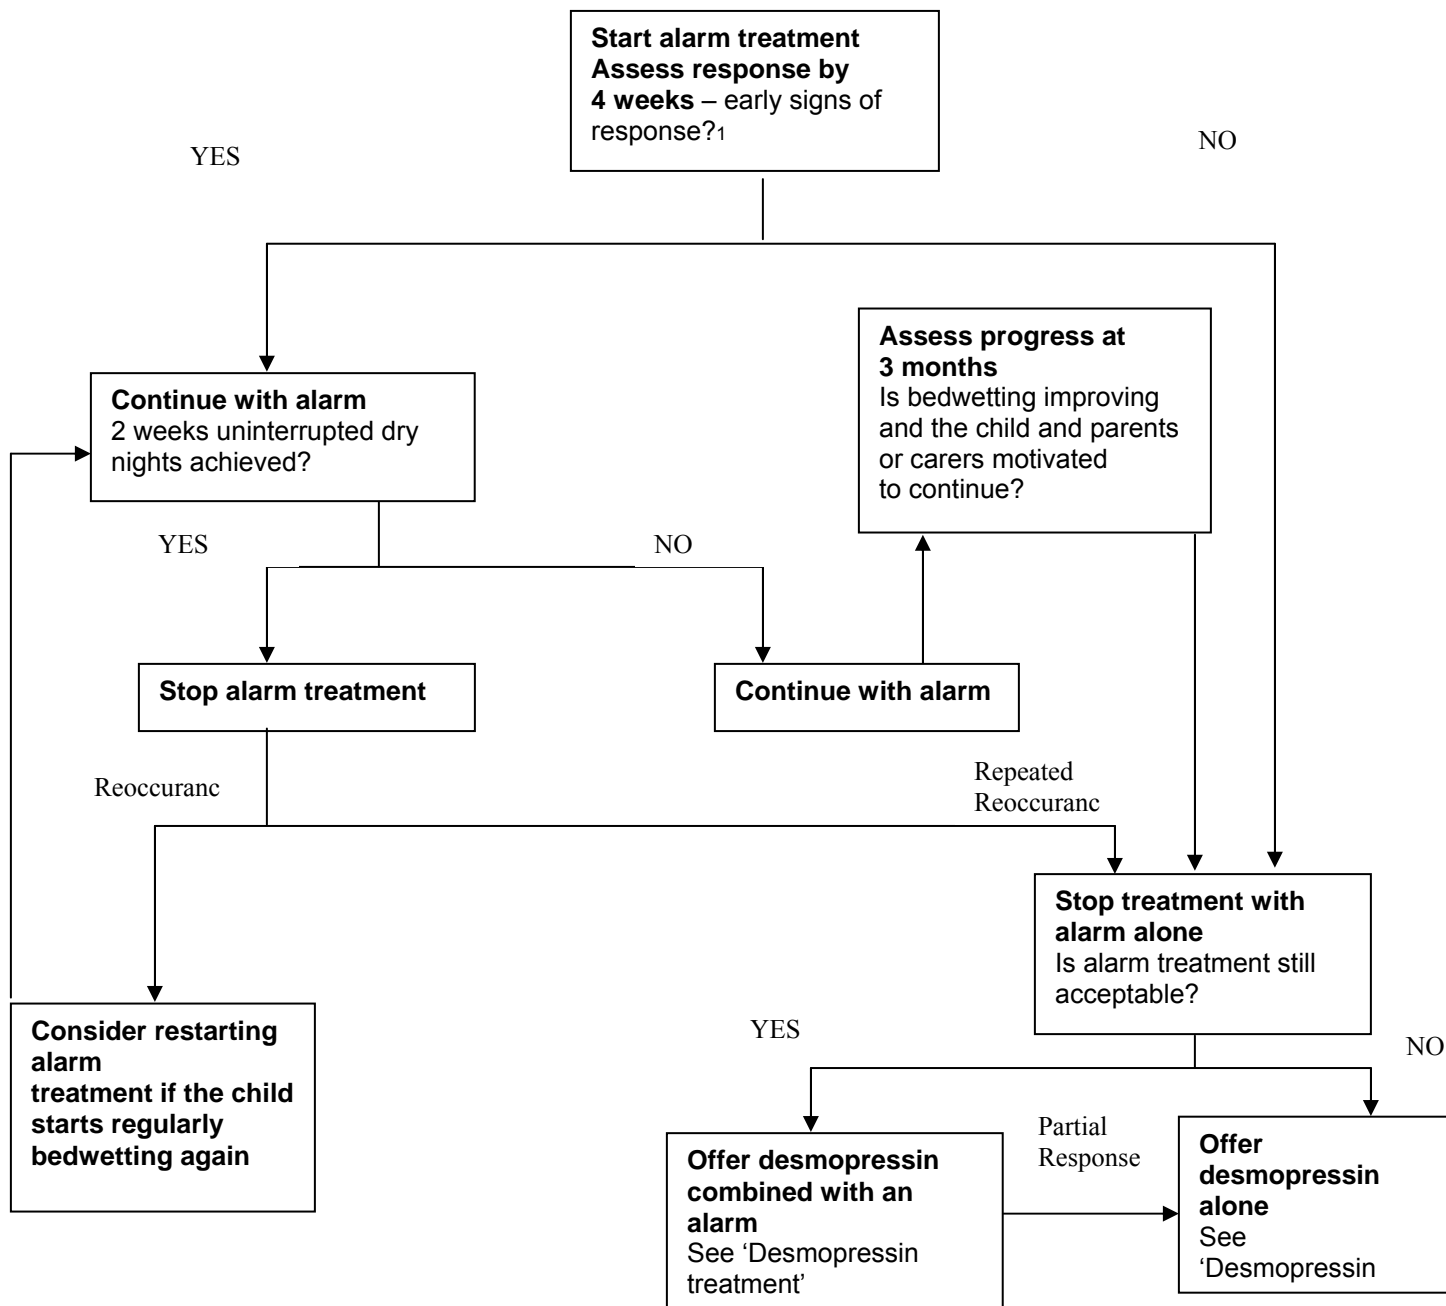 Start alarm treatment
Assess response by
4 weeks – early signs of
response?1
YES
NO
Assess progress at
3 months
Is bedwetting improving
and the child and parents
or carers motivated
to continue?
Continue with alarm
2 weeks uninterrupted dry
nights achieved?
YES
NO
Stop alarm treatment
Continue with alarm
Reoccuranc
Repeated
Reoccuranc
Stop treatment with
alarm alone
Is alarm treatment still
acceptable?
Consider restarting
alarm
treatment if the child
starts regularly
bedwetting again
YES
NO
Offer desmopressin
combined with an
alarm
See ‘Desmopressin
treatment’
Partial
Response
Offer
desmopressin
alone
See
‘Desmopressin